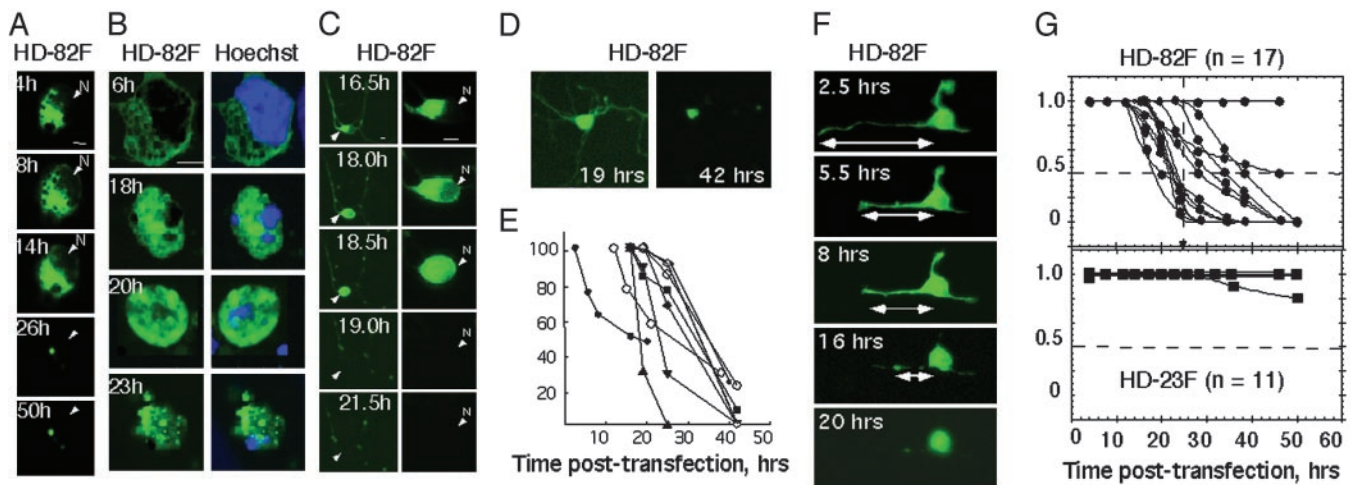 A
HD-82F
4h
N
8h
N
14h
N
26h
50h
B
HD-82F Hoechst
6h
18h
20h
23h
C
HD-82F
16.5h
N
18.0h
N
18.5h
N
19.0h
N
21.5h
N
D
HD-82F
19 hrs
42 hrs
E
100
80
60
40
20
10 20 30 40 50
Time post-transfection, hrs
F
HD-82F
2.5 hrs
5.5 hrs
8 hrs
16 hrs
20 hrs
G
HD-82F (n = 17)
1.0
0.5
0
1.0
0.5
0
HD-23F (n = 11)
0 10 20 30 40 50 60
Time post-transfection, hrs